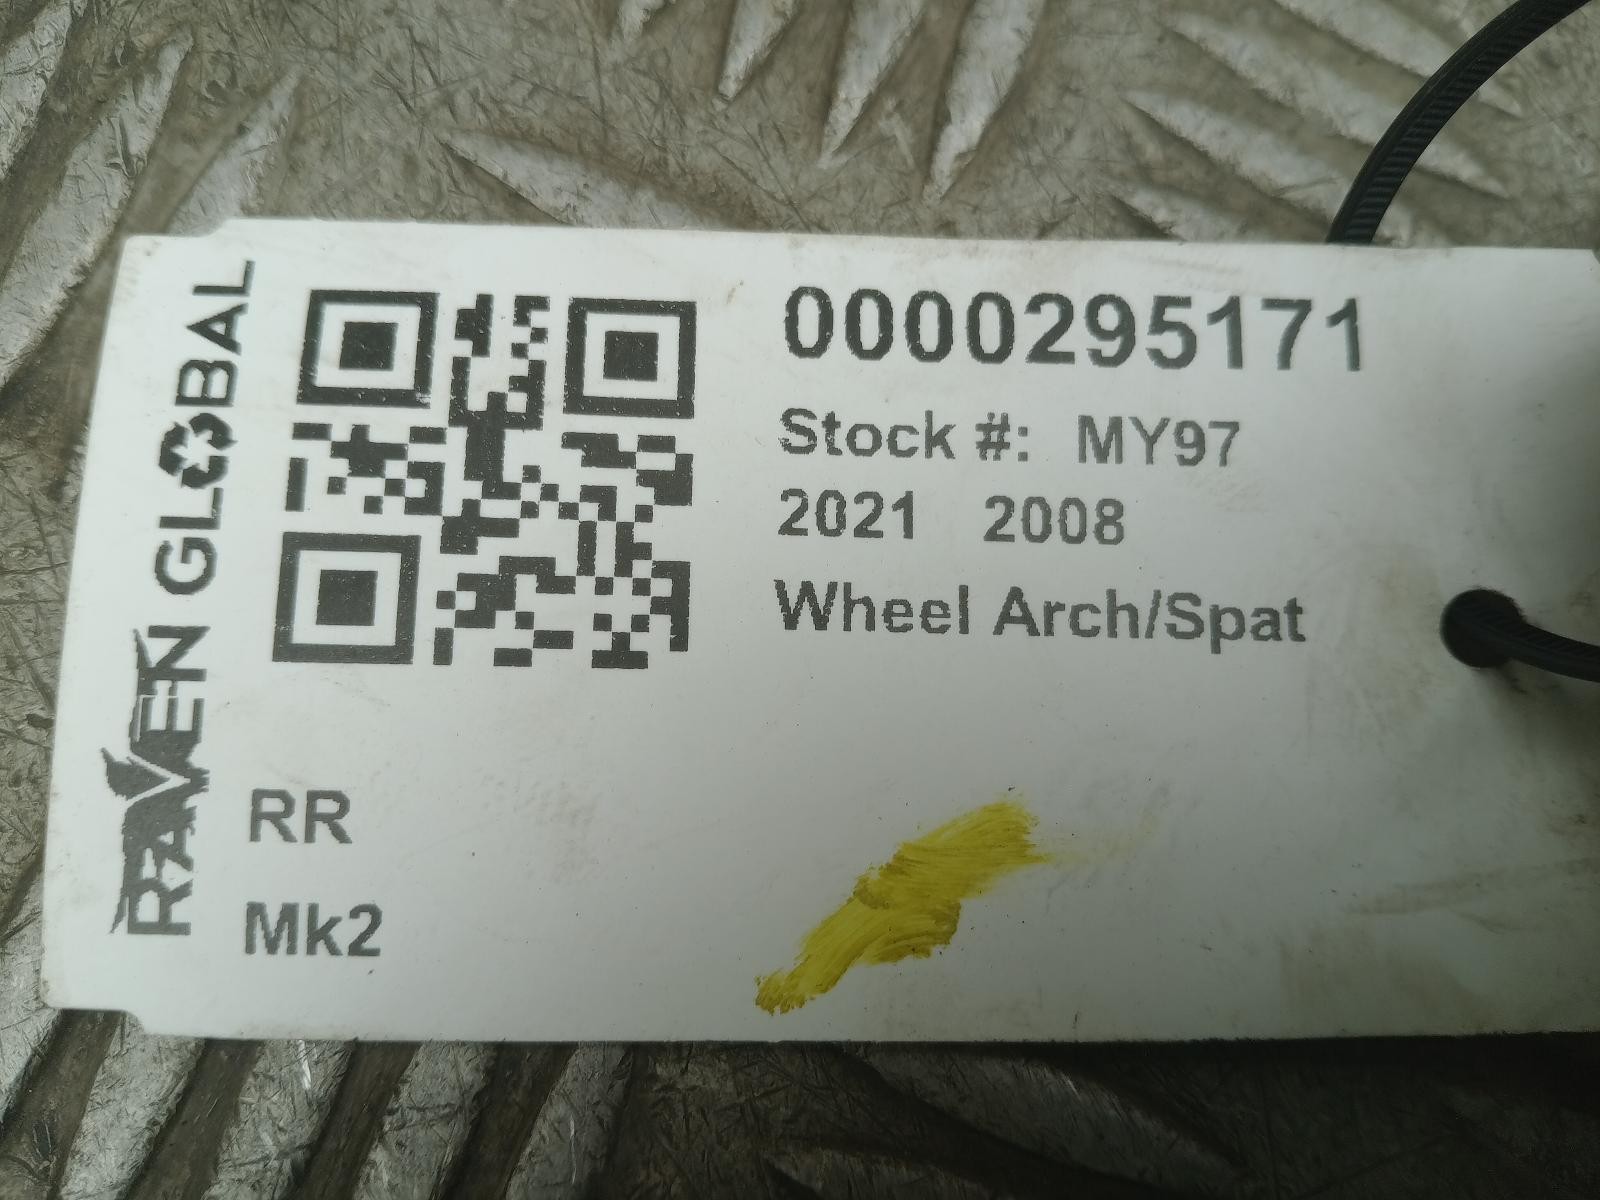 RAVEN GLOBAL
0000295171
Stock #: MY97
2021 2008
Wheel Arch/Spat
RR
Mk2